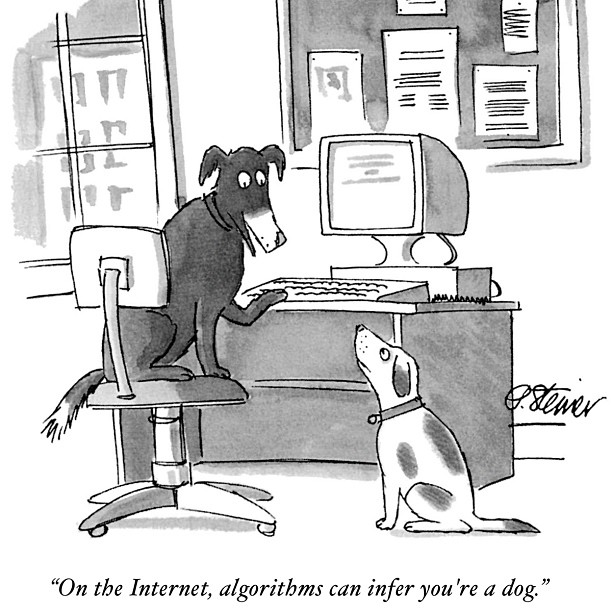 P. Steiner
“On the Internet, algorithms can infer you're a dog.”